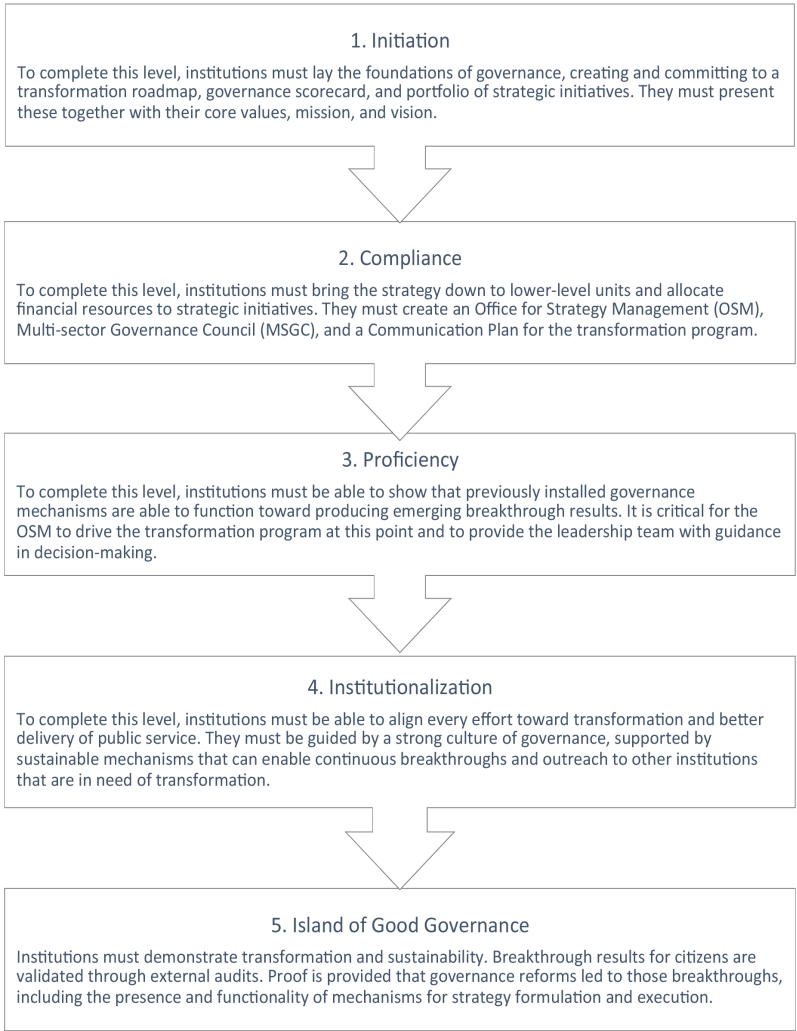 1. Initiation
To complete this level, institutions must lay the foundations of governance, creating and committing to a
transformation roadmap, governance scorecard, and portfolio of strategic initiatives. They must present
these together with their core values, mission, and vision.
2. Compliance
To complete this level, institutions must bring the strategy down to lower-level units and allocate
financial resources to strategic initiatives. They must create an Office for Strategy Management (OSM),
Multi-sector Governance Council (MSGC), and a Communication Plan for the transformation program.
3. Proficiency
To complete this level, institutions must be able to show that previously installed governance
mechanisms are able to function toward producing emerging breakthrough results. It is critical for the
OSM to drive the transformation program at this point and to provide the leadership team with guidance
in decision-making.
4. Institutionalization
To complete this level, institutions must be able to align every effort toward transformation and better
delivery of public service. They must be guided by a strong culture of governance, supported by
sustainable mechanisms that can enable continuous breakthroughs and outreach to other institutions
that are in need of transformation.
5. Island of Good Governance
Institutions must demonstrate transformation and sustainability. Breakthrough results for citizens are
validated through external audits. Proof is provided that governance reforms led to those breakthroughs,
including the presence and functionality of mechanisms for strategy formulation and execution.